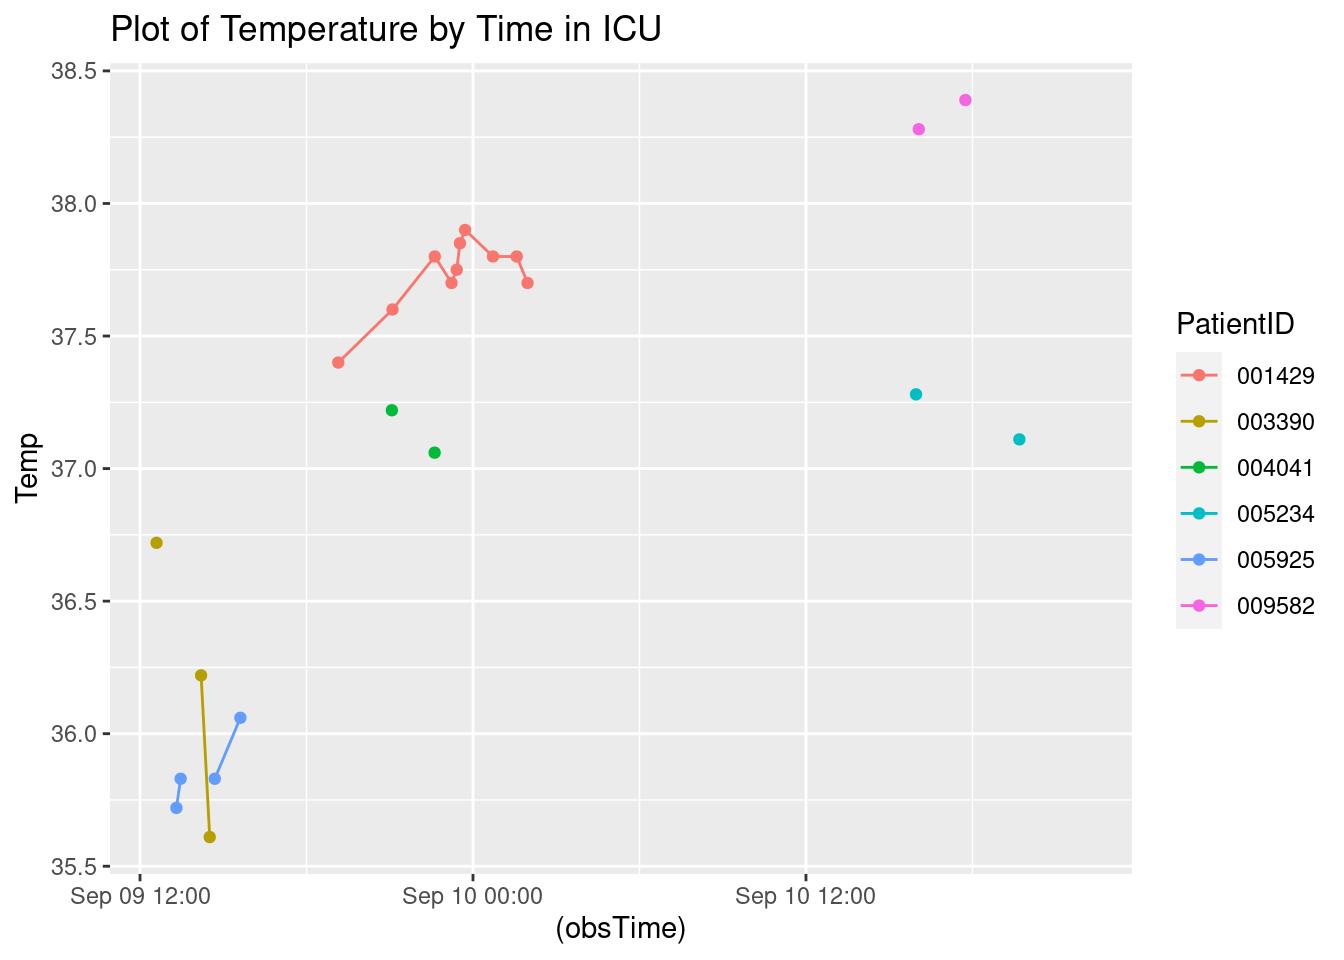 Plot of Temperature by Time in ICU
38.5
38.0
37.5
37.0
36.5
36.0
35.5
Temp
Sep 09 12:00
Sep 10 00:00
Sep 10 12:00
(obsTime)
PatientID
001429
003390
004041
005234
005925
009582